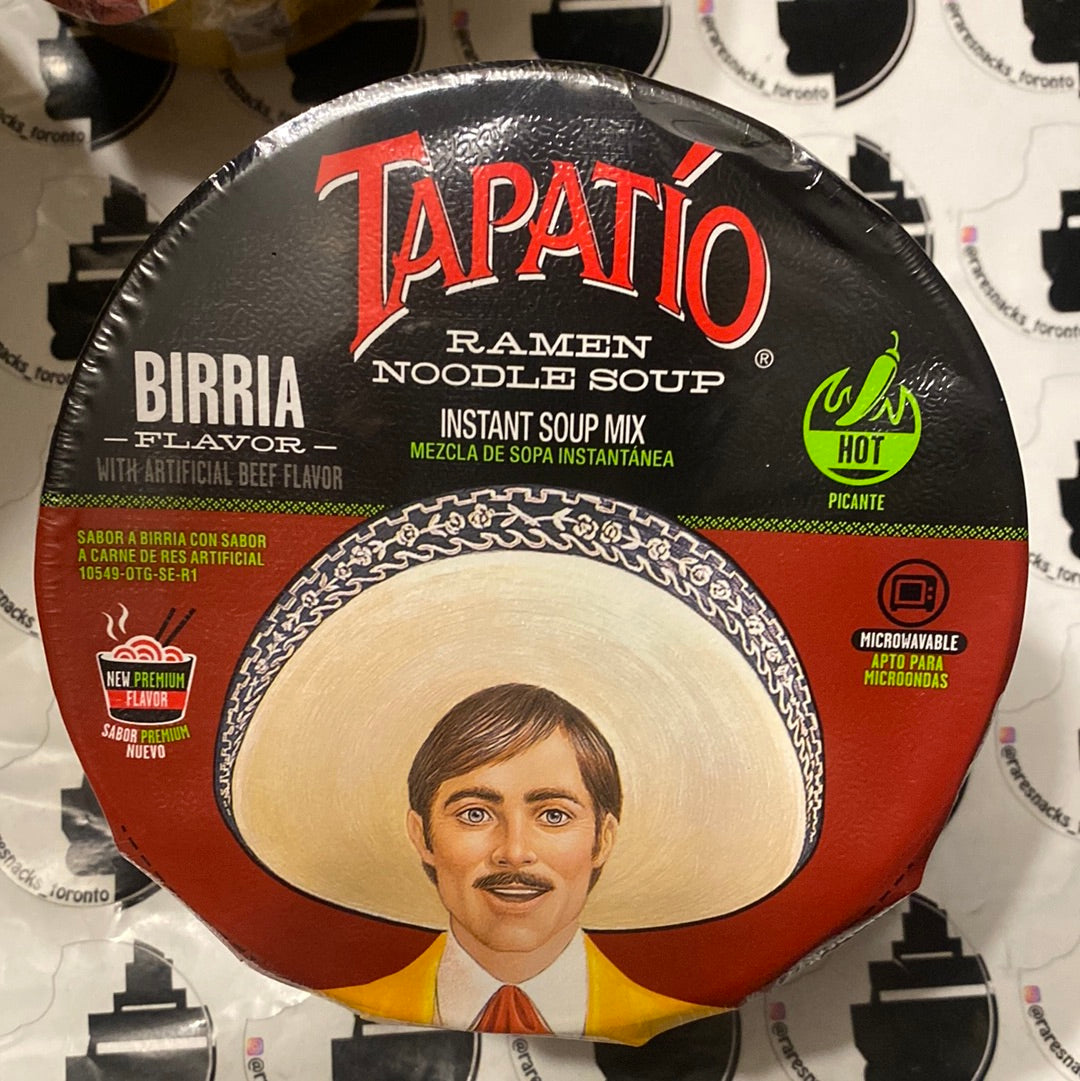 TAPATÍO
®
RAMEN
NOODLE SOUP
INSTANT SOUP MIX
MEZCLA DE SOPA INSTANTÁNEA
BIRRIA
FLAVOR
WITH ARTIFICIAL BEEF FLAVOR
SABOR A BIRRIA CON SABOR
A CARNE DE RES ARTIFICIAL
10549-OTG-SE-R1
NEW PREMIUM
FLAVOR
SABOR PREMIUM
NUEVO
HOT
PICANTE
MICROWAVABLE
APTO PARA
MICROONDAS
@raresnacks_toronto
@raresnacks_toronto